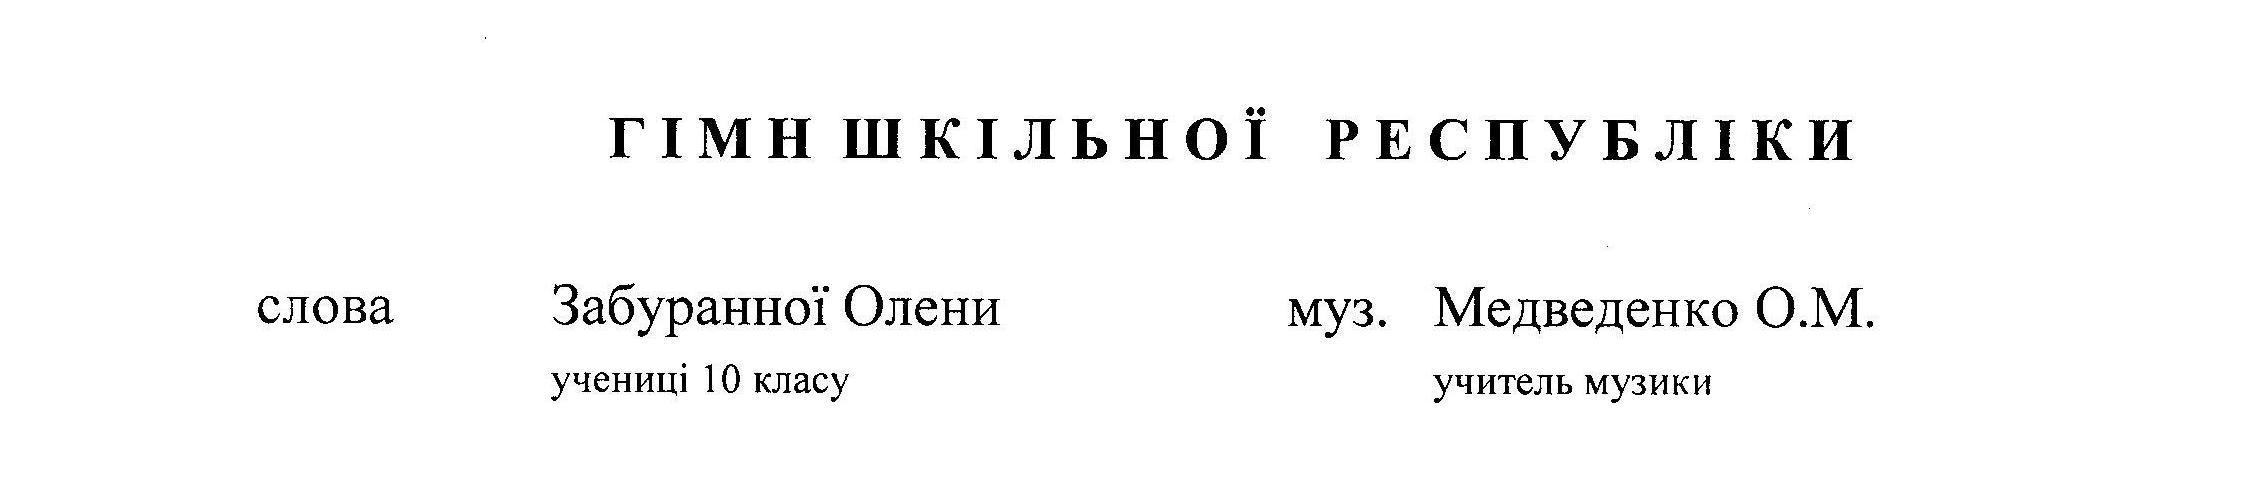 ГІМН ШКІЛЬНОЇ РЕСПУБЛІКИ
слова Забуранної Олени муз. Медведенко О.М.
учениці 10 класу учитель музики